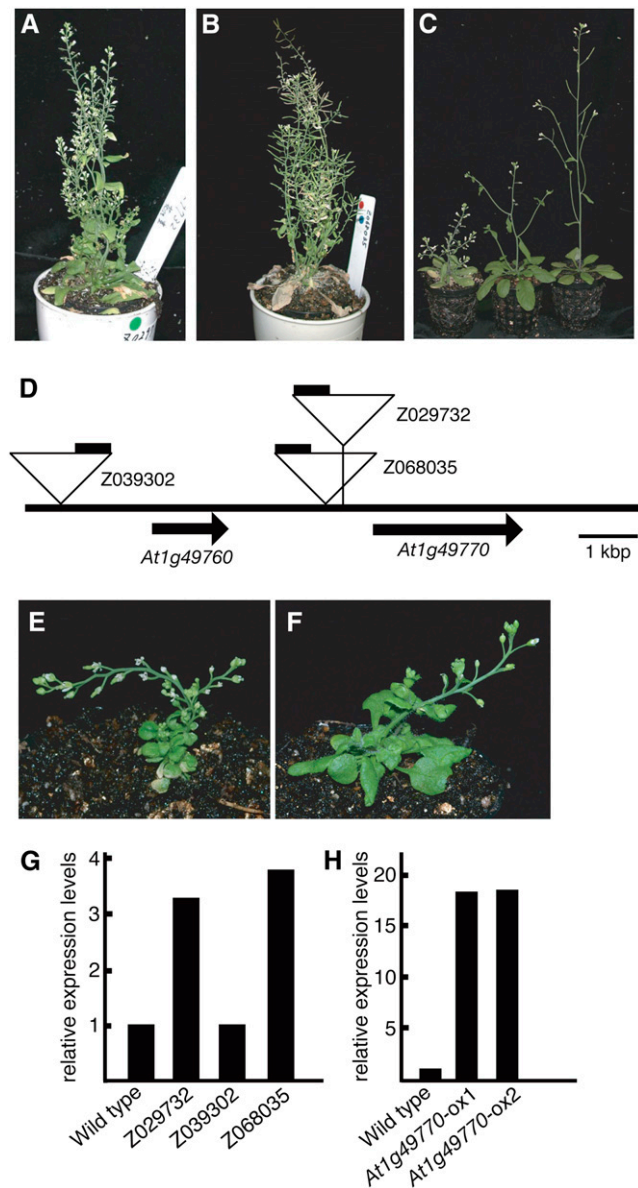 A
B
C
D
Z029732
Z039302
Z068035
At1g49760
At1g49770
1 kbp
E
F
G
relative expression levels
4
3
2
1
Wild type
Z029732
Z039302
Z068035
H
relative expression levels
20
15
10
5
Wild type
At1g49770-ox1
At1g49770-ox2